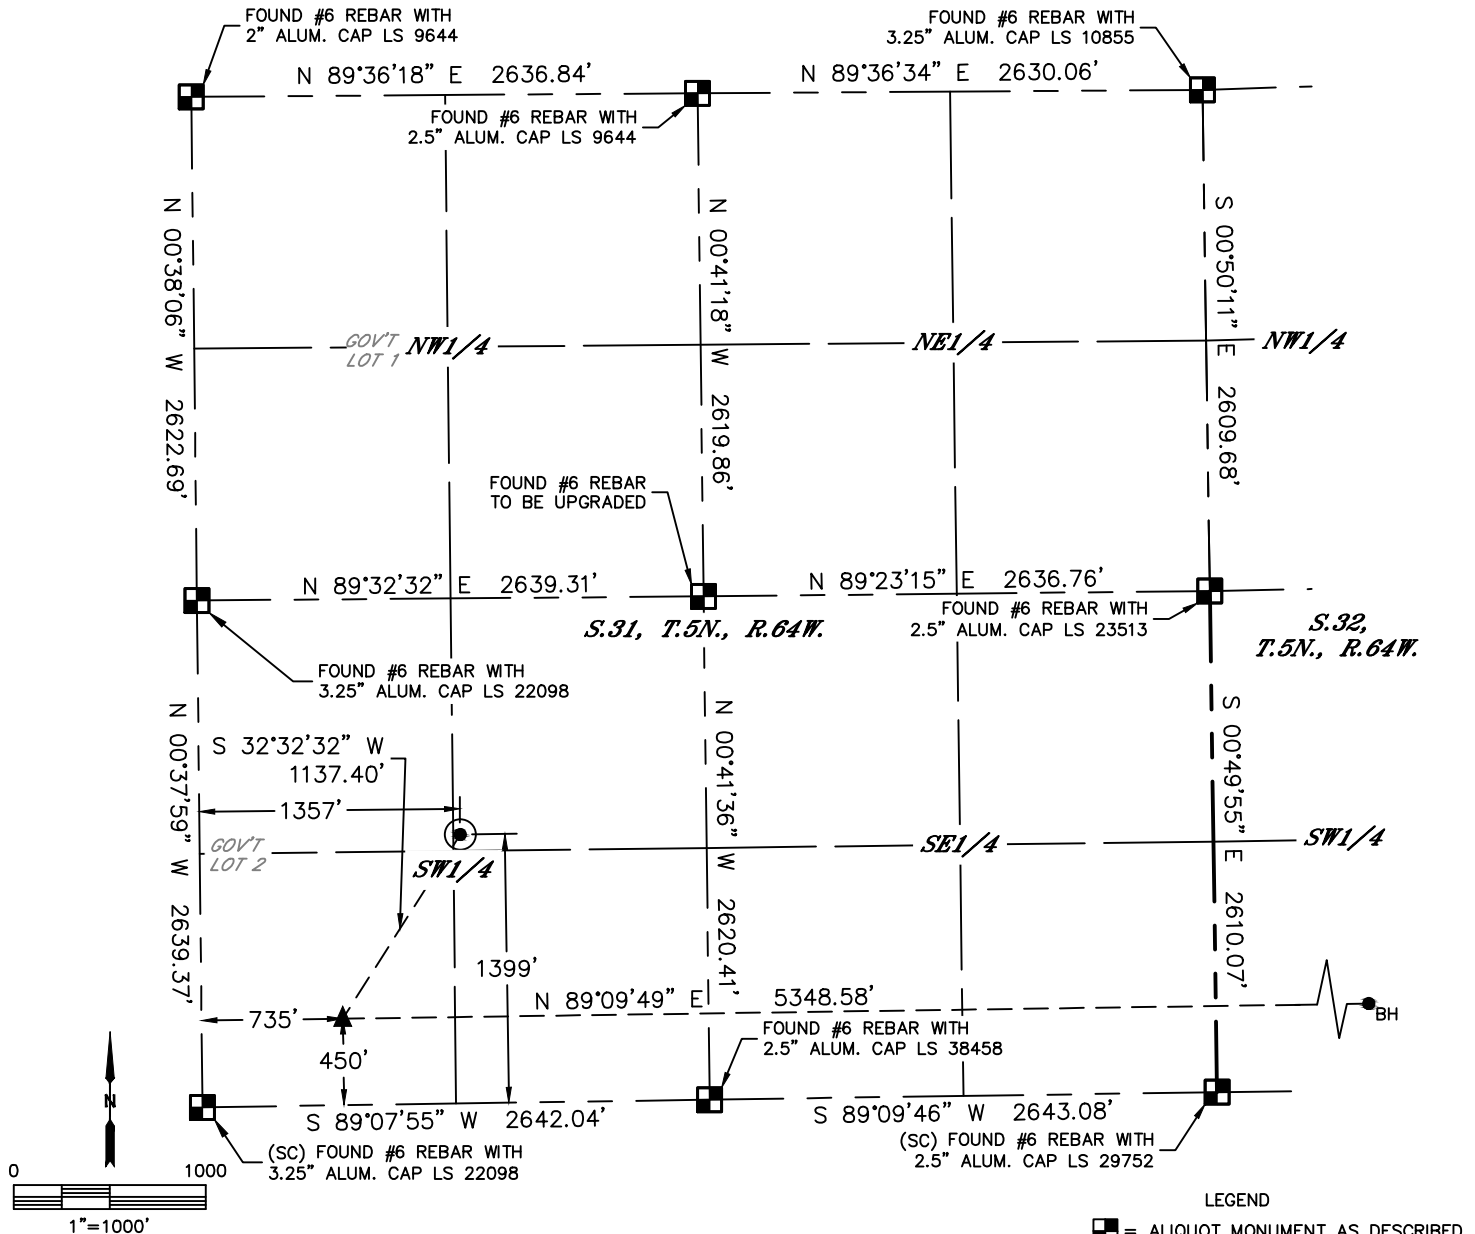 FOUND #6 REBAR WITH
2" ALUM. CAP LS 9644
FOUND #6 REBAR WITH
3.25" ALUM. CAP LS 10855
N 89°36'18" E 2636.84'
N 89°36'34" E 2630.06'
FOUND #6 REBAR WITH
2.5" ALUM. CAP LS 9644
N 00°38'06" W 2622.69'
N 00°41'18" W 2619.86'
S 00°50'11" E 2609.68'
GOV'T
LOT 1
NW1/4
NE1/4
NW1/4
FOUND #6 REBAR
TO BE UPGRADED
N 89°32'32" E 2639.31'
N 89°23'15" E 2636.76'
FOUND #6 REBAR WITH
2.5" ALUM. CAP LS 23513
S.31, T.5N., R.64W.
S.32,
T.5N., R.64W.
FOUND #6 REBAR WITH
3.25" ALUM. CAP LS 22098
N 00°37'59" W 2639.37'
N 00°41'36" W 2620.41'
S 00°49'55" E 2610.07'
S 32°32'32" W
1137.40'
1357'
GOV'T
LOT 2
SW1/4
SE1/4
SW1/4
1399'
N 89°09'49" E 5348.58'
BH
735'
450'
FOUND #6 REBAR WITH
2.5" ALUM. CAP LS 38458
S 89°07'55" W 2642.04'
S 89°09'46" W 2643.08'
(SC) FOUND #6 REBAR WITH
3.25" ALUM. CAP LS 22098
(SC) FOUND #6 REBAR WITH
2.5" ALUM. CAP LS 29752
N
0 1000
1"=1000'
LEGEND
= ALIQUOT MONUMENT AS DESCRIBED